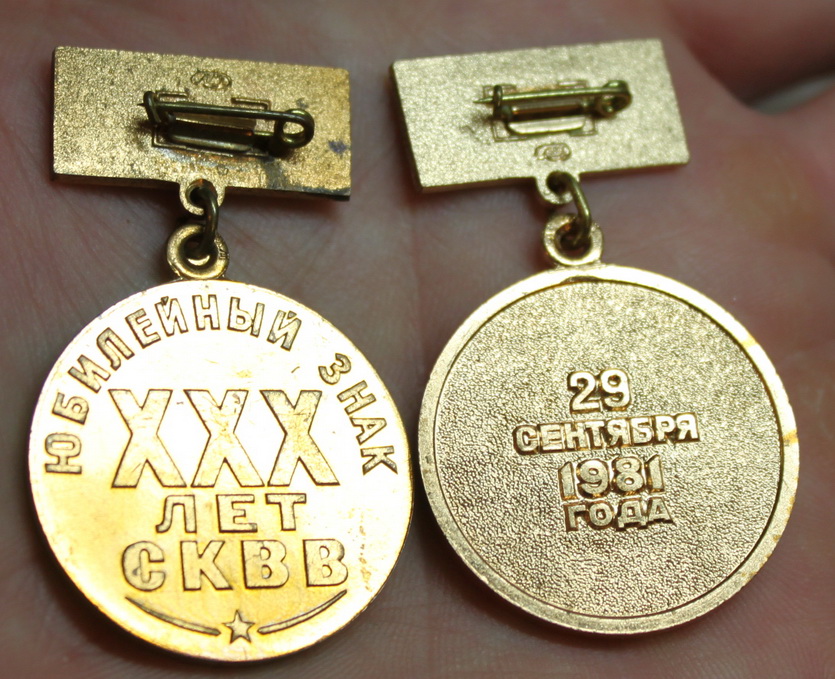 ЮБИЛЕЙНЫЙ ЗНАК
XXX
ЛЕТ
СКВВ
29
СЕНТЯБРЯ
1981
ГОДА